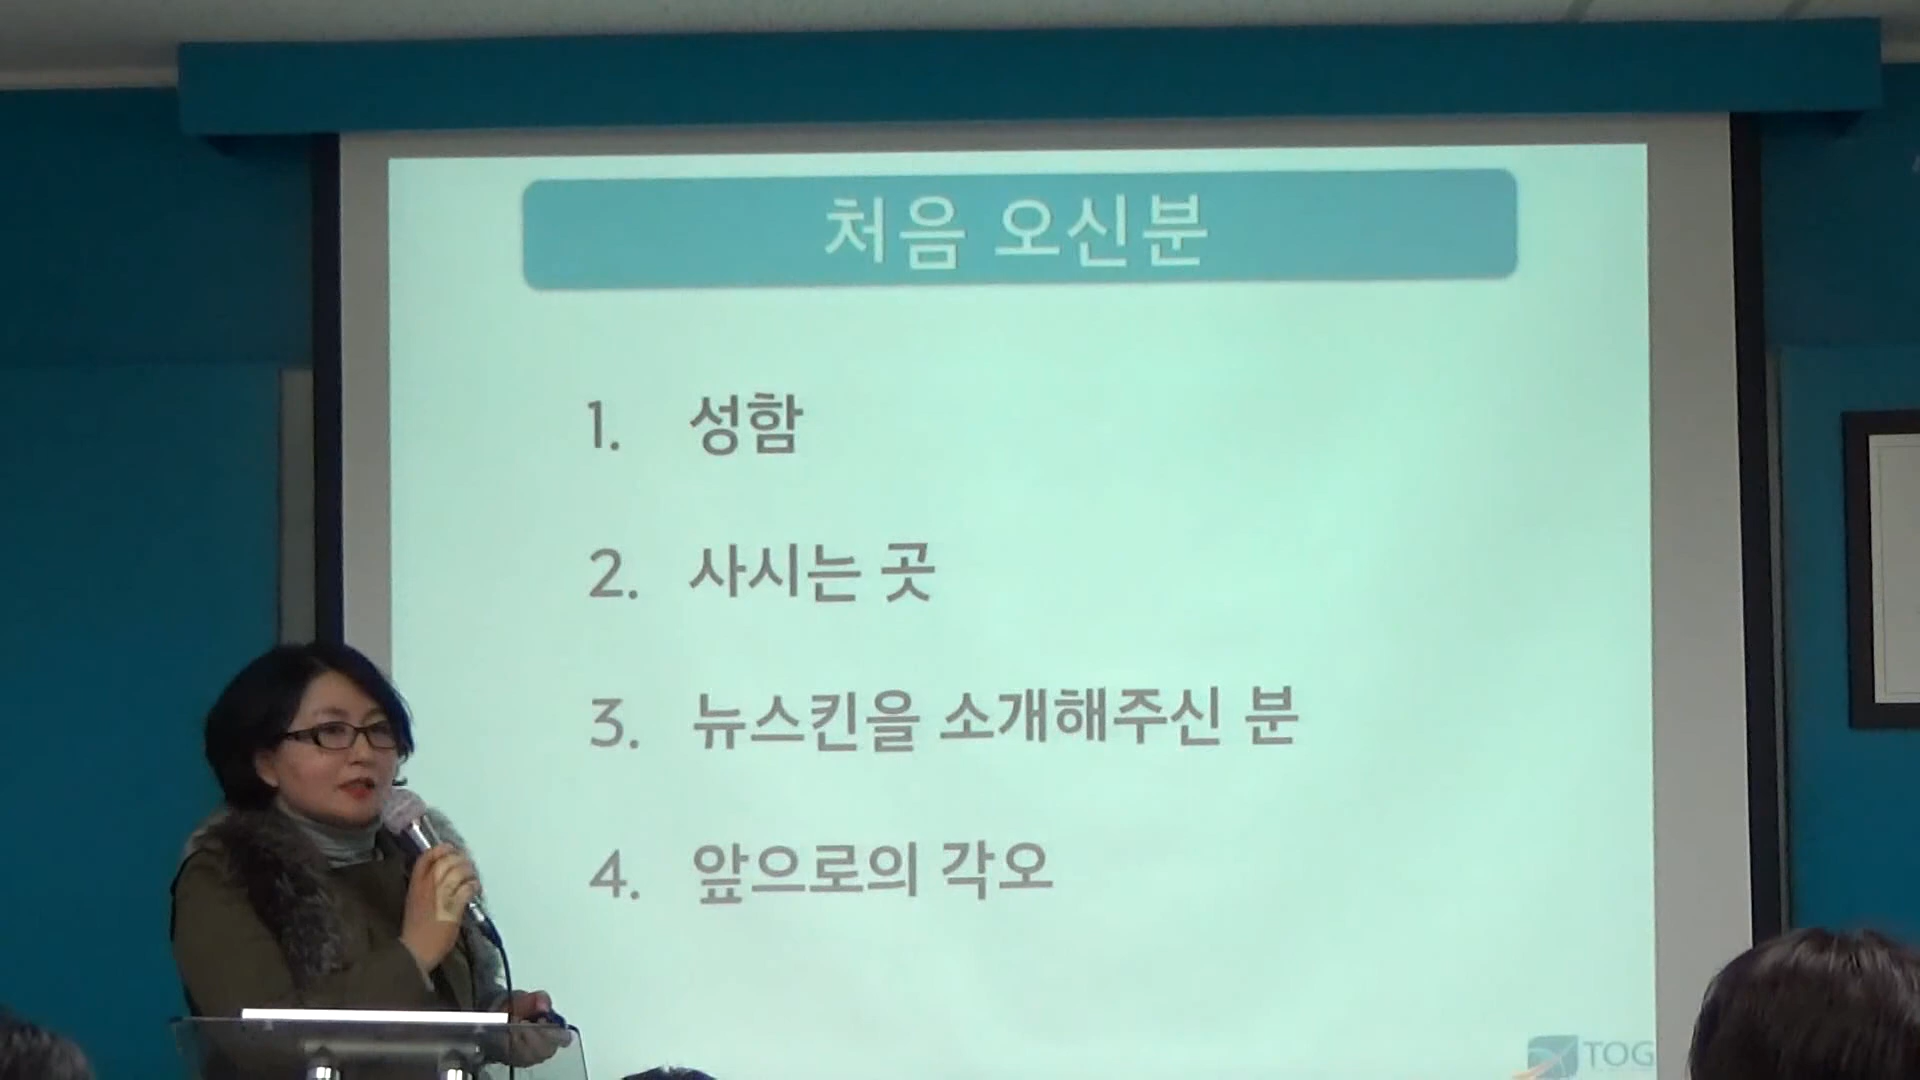 처음 오신분
1. 성함
2. 사시는 곳
3. 뉴스킨을 소개해주신 분
4. 앞으로의 각오
TOG